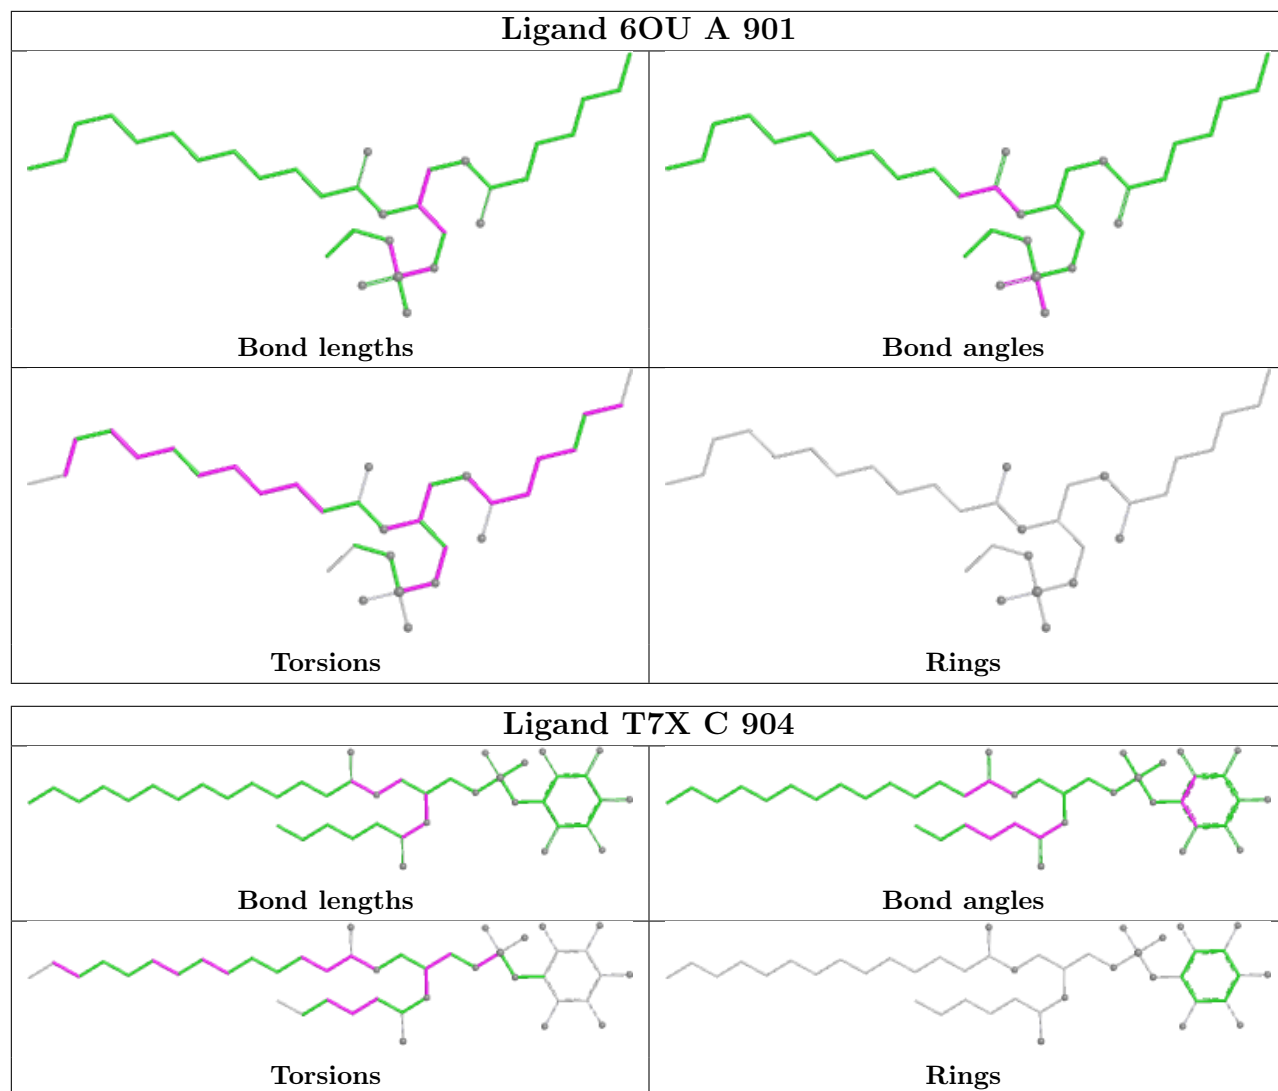 Ligand 6OU A 901
Bond lengths
Bond angles
Torsions
Rings
Ligand T7X C 904
Bond lengths
Bond angles
Torsions
Rings